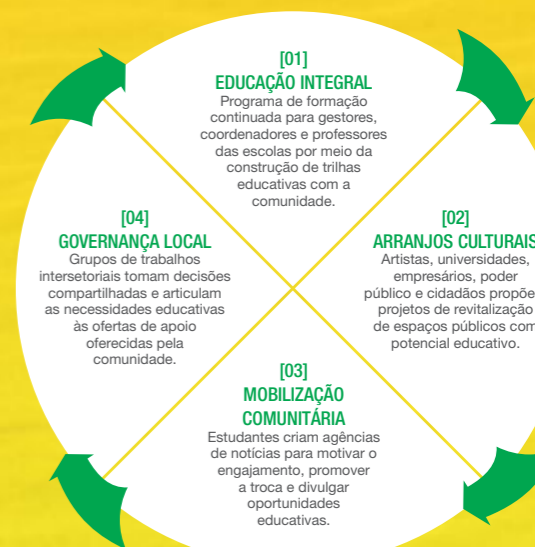 [01]
EDUCAÇÃO INTEGRAL
Programa de formação
continuada para gestores,
coordenadores e professores
das escolas por meio da
construção de trilhas
educativas com a
comunidade.
[02]
ARRANJOS CULTURAIS
Artistas, universidades,
empresários, poder
público e cidadãos
projetos de revitalização
de espaços públicos com
potencial educativo.
[03]
MOBILIZAÇÃO
COMUNITÁRIA
Estudantes criam agências
de notícias para motivar o
engajamento, promover
a troca e divulgar
oportunidades
educativas.
[04]
GOVERNANÇA LOCAL
Grupos de trabalhos
intersetoriais tomam decisões
compartilhadas e articulam
as necessidades educativas
às ofertas de apoio
oferecidas pela
comunidade.